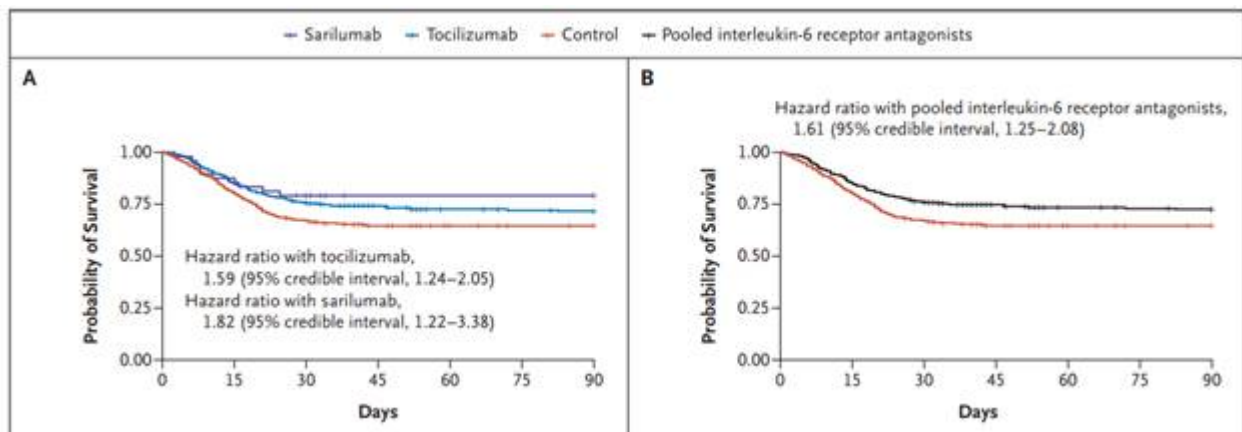 Sarilumab Tocilizumab Control Pooled interleukin-6 receptor antagonists
A
Probability of Survival
1.00
0.75
0.50
0.25
0.00
Hazard ratio with tocilizumab,
1.59 (95% credible interval, 1.24–2.05)
Hazard ratio with sarilumab,
1.82 (95% credible interval, 1.22–3.38)
0 15 30 45 60 75 90
Days
B
Hazard ratio with pooled interleukin-6 receptor antagonists,
1.61 (95% credible interval, 1.25–2.08)
Probability of Survival
1.00
0.75
0.50
0.25
0.00
0 15 30 45 60 75 90
Days